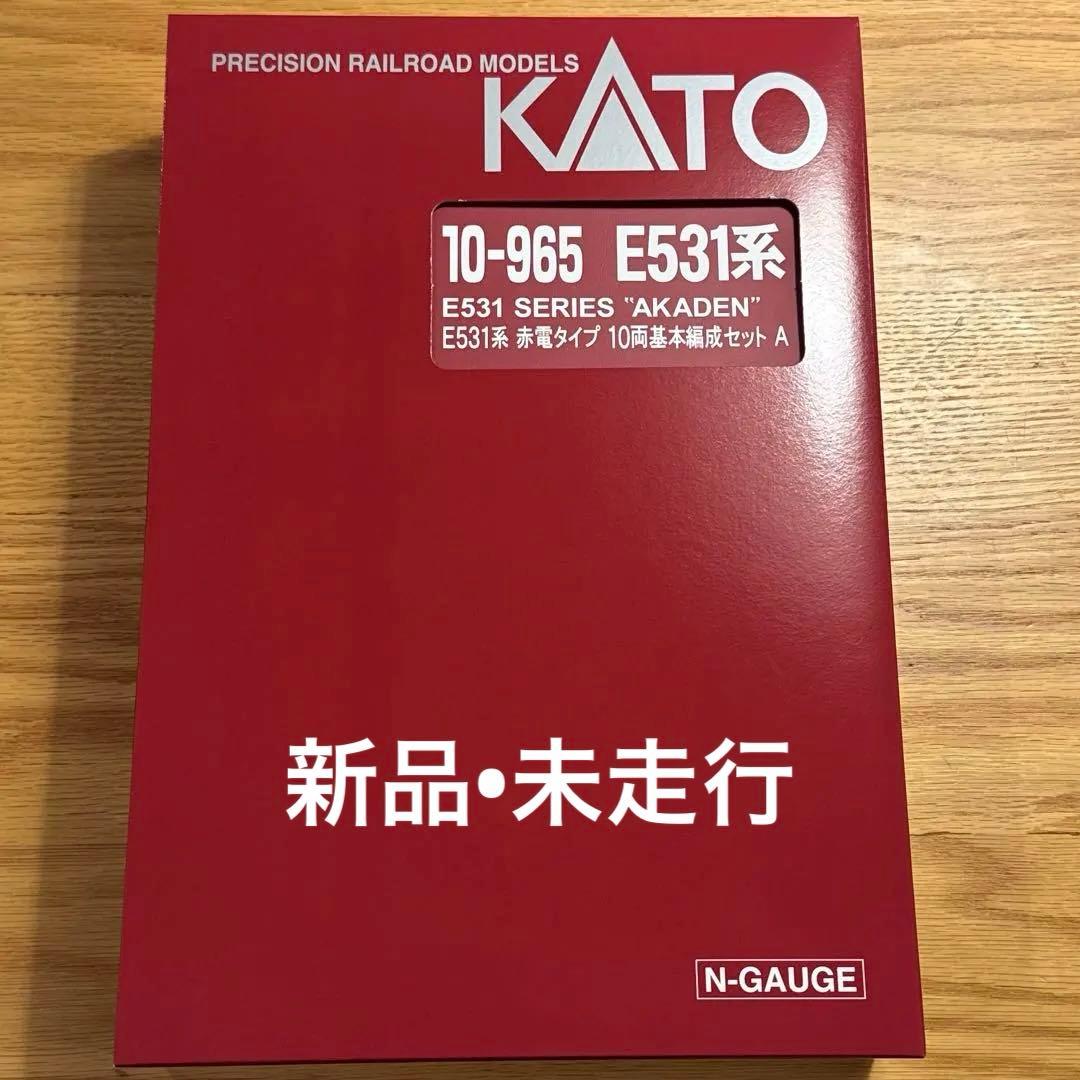 PRECISION RAILROAD MODELS
KATO
10-965 E531系
E531 SERIES "AKADEN"
E531系 赤電タイプ 10両基本編成セット A
新品•未走行
N-GAUGE